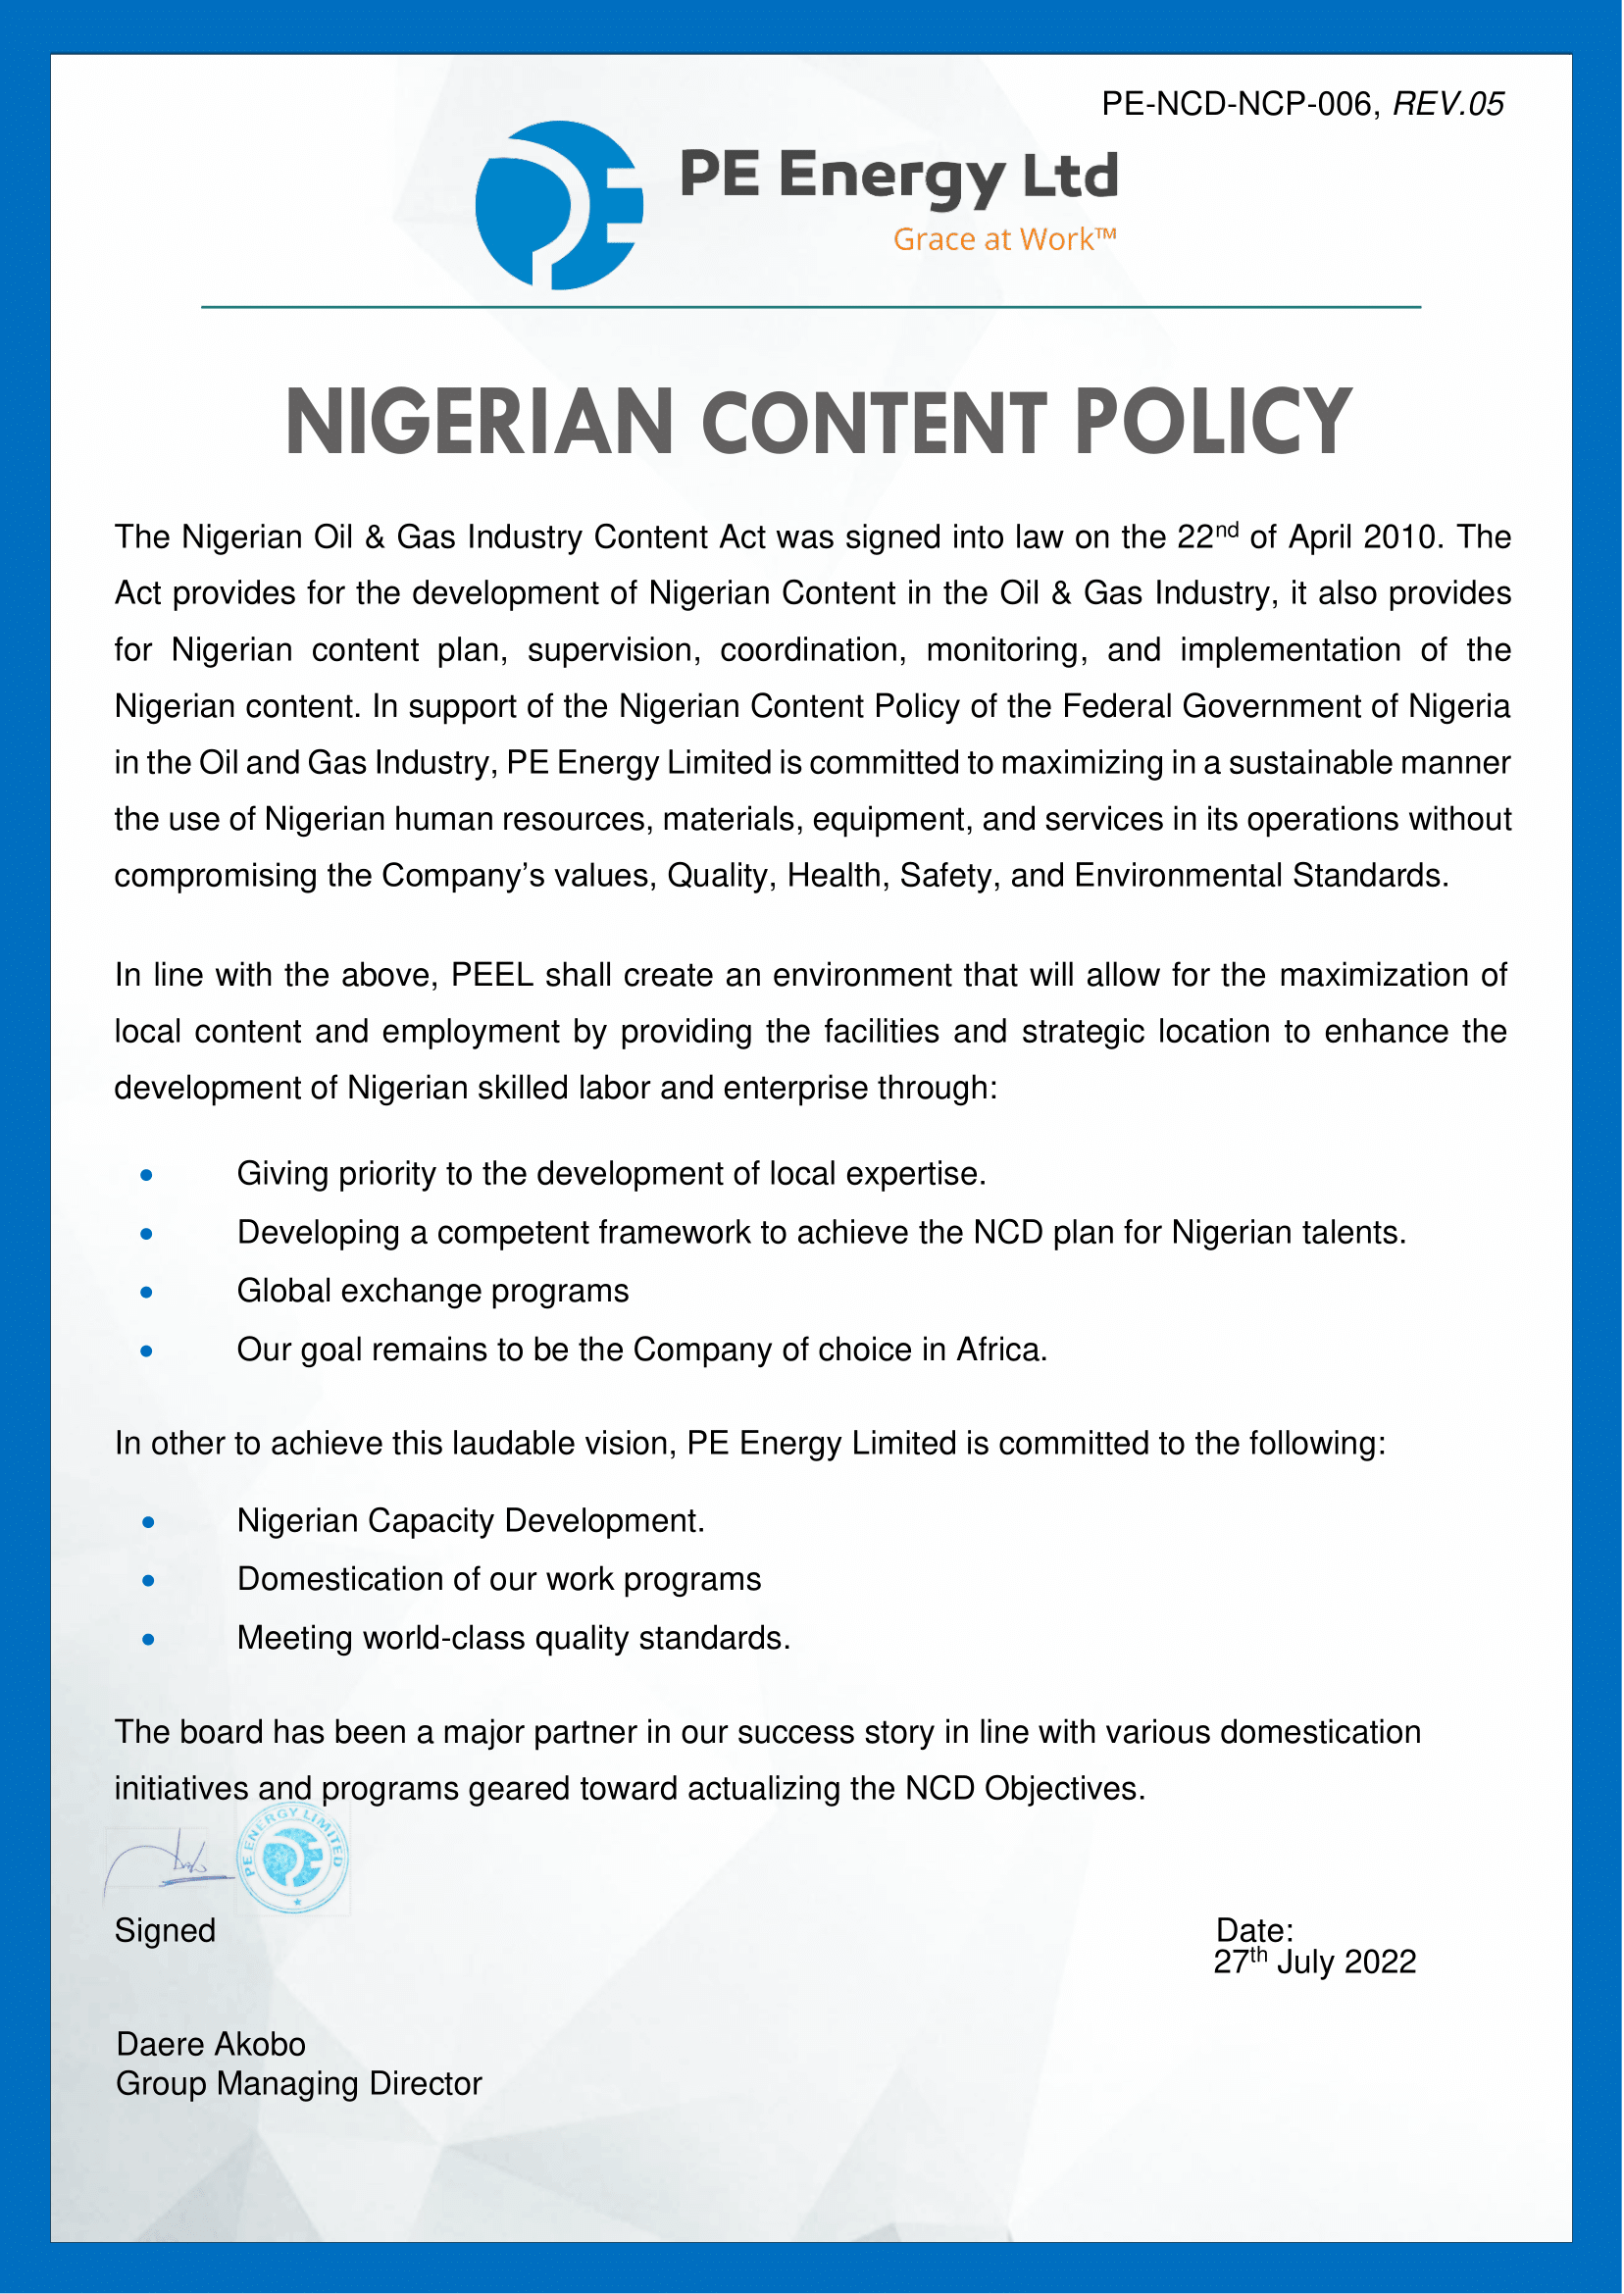 PE-NCD-NCP-006, REV.05
PE Energy Ltd
Grace at Work™
NIGERIAN CONTENT POLICY
The Nigerian Oil & Gas Industry Content Act was signed into law on the 22nd of April 2010. The
Act provides for the development of Nigerian Content in the Oil & Gas Industry, it also provides
for Nigerian content plan, supervision, coordination, monitoring, and implementation of the
Nigerian content. In support of the Nigerian Content Policy of the Federal Government of Nigeria
in the Oil and Gas Industry, PE Energy Limited is committed to maximizing in a sustainable manner
the use of Nigerian human resources, materials, equipment, and services in its operations without
compromising the Company’s values, Quality, Health, Safety, and Environmental Standards.
In line with the above, PEEL shall create an environment that will allow for the maximization of
local content and employment by providing the facilities and strategic location to enhance the
development of Nigerian skilled labor and enterprise through:
• Giving priority to the development of local expertise.
• Developing a competent framework to achieve the NCD plan for Nigerian talents.
• Global exchange programs
• Our goal remains to be the Company of choice in Africa.
In other to achieve this laudable vision, PE Energy Limited is committed to the following:
• Nigerian Capacity Development.
• Domestication of our work programs
• Meeting world-class quality standards.
The board has been a major partner in our success story in line with various domestication
initiatives and programs geared toward actualizing the NCD Objectives.
PE ENERGY LIMITED
Signed
Date:
27th July 2022
Daere Akobo
Group Managing Director